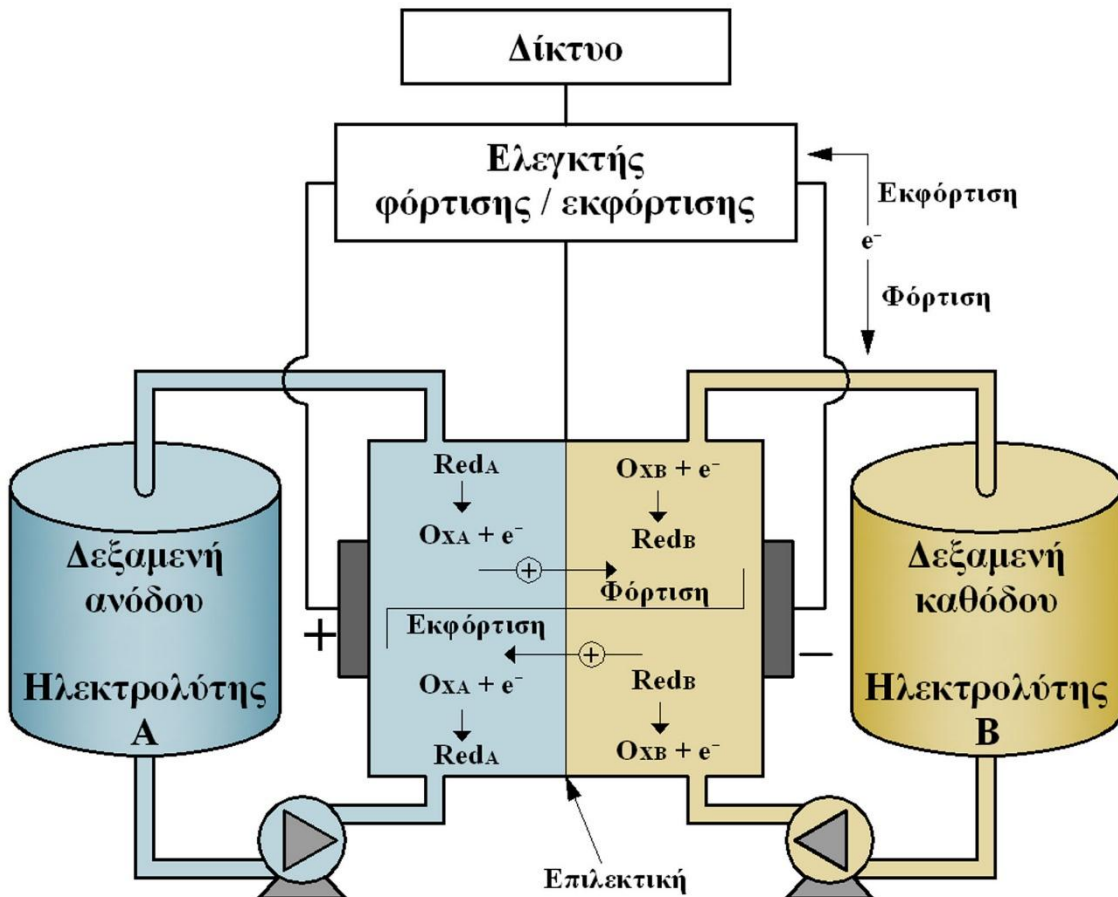 Δίκτυο
Ελεγκτής
φόρτισης / εκφόρτισης
Εκφόρτιση
e⁻
Φόρτιση
Δεξαμενή
ανόδου
Ηλεκτρολύτης
A
+
RedA
OxA + e⁻
+
Εκφόρτιση
OxA + e⁻
RedA
OxB + e⁻
RedB
Φόρτιση
+
RedB
OxB + e⁻
−
Δεξαμενή
καθόδου
Ηλεκτρολύτης
B
Επιλεκτική